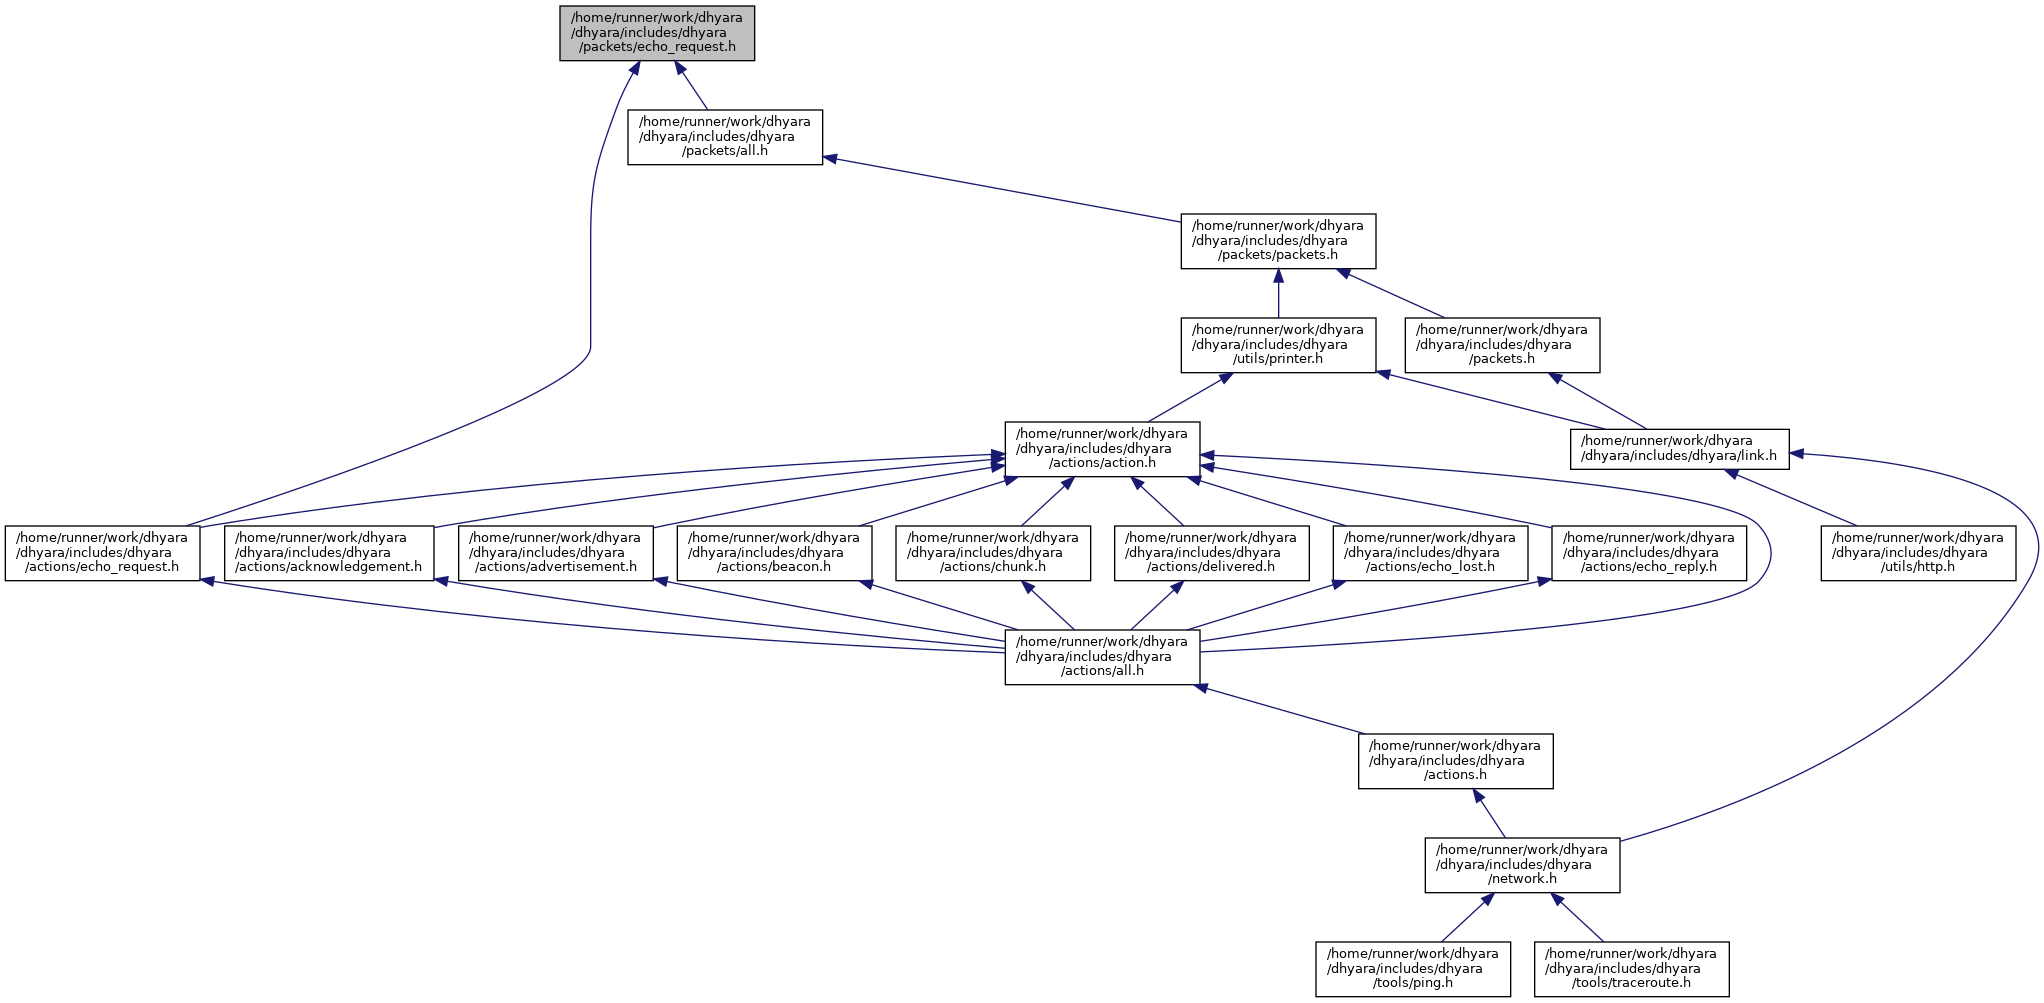 /home/runner/work/dhyara
/dhyara/includes/dhyara
/packets/echo_request.h
/home/runner/work/dhyara
/dhyara/includes/dhyara
/packets/all.h
/home/runner/work/dhyara
/dhyara/includes/dhyara
/packets/packets.h
/home/runner/work/dhyara
/dhyara/includes/dhyara
/utils/printer.h
/home/runner/work/dhyara
/dhyara/includes/dhyara
/packets.h
/home/runner/work/dhyara
/dhyara/includes/dhyara
/actions/action.h
/home/runner/work/dhyara
/dhyara/includes/dhyara/link.h
/home/runner/work/dhyara
/dhyara/includes/dhyara
/actions/echo_request.h
/home/runner/work/dhyara
/dhyara/includes/dhyara
/actions/acknowledgement.h
/home/runner/work/dhyara
/dhyara/includes/dhyara
/actions/advertisement.h
/home/runner/work/dhyara
/dhyara/includes/dhyara
/actions/beacon.h
/home/runner/work/dhyara
/dhyara/includes/dhyara
/actions/chunk.h
/home/runner/work/dhyara
/dhyara/includes/dhyara
/actions/delivered.h
/home/runner/work/dhyara
/dhyara/includes/dhyara
/actions/echo_lost.h
/home/runner/work/dhyara
/dhyara/includes/dhyara
/actions/echo_reply.h
/home/runner/work/dhyara
/dhyara/includes/dhyara
/utils/http.h
/home/runner/work/dhyara
/dhyara/includes/dhyara
/actions/all.h
/home/runner/work/dhyara
/dhyara/includes/dhyara
/actions.h
/home/runner/work/dhyara
/dhyara/includes/dhyara
/network.h
/home/runner/work/dhyara
/dhyara/includes/dhyara
/tools/ping.h
/home/runner/work/dhyara
/dhyara/includes/dhyara
/tools/traceroute.h